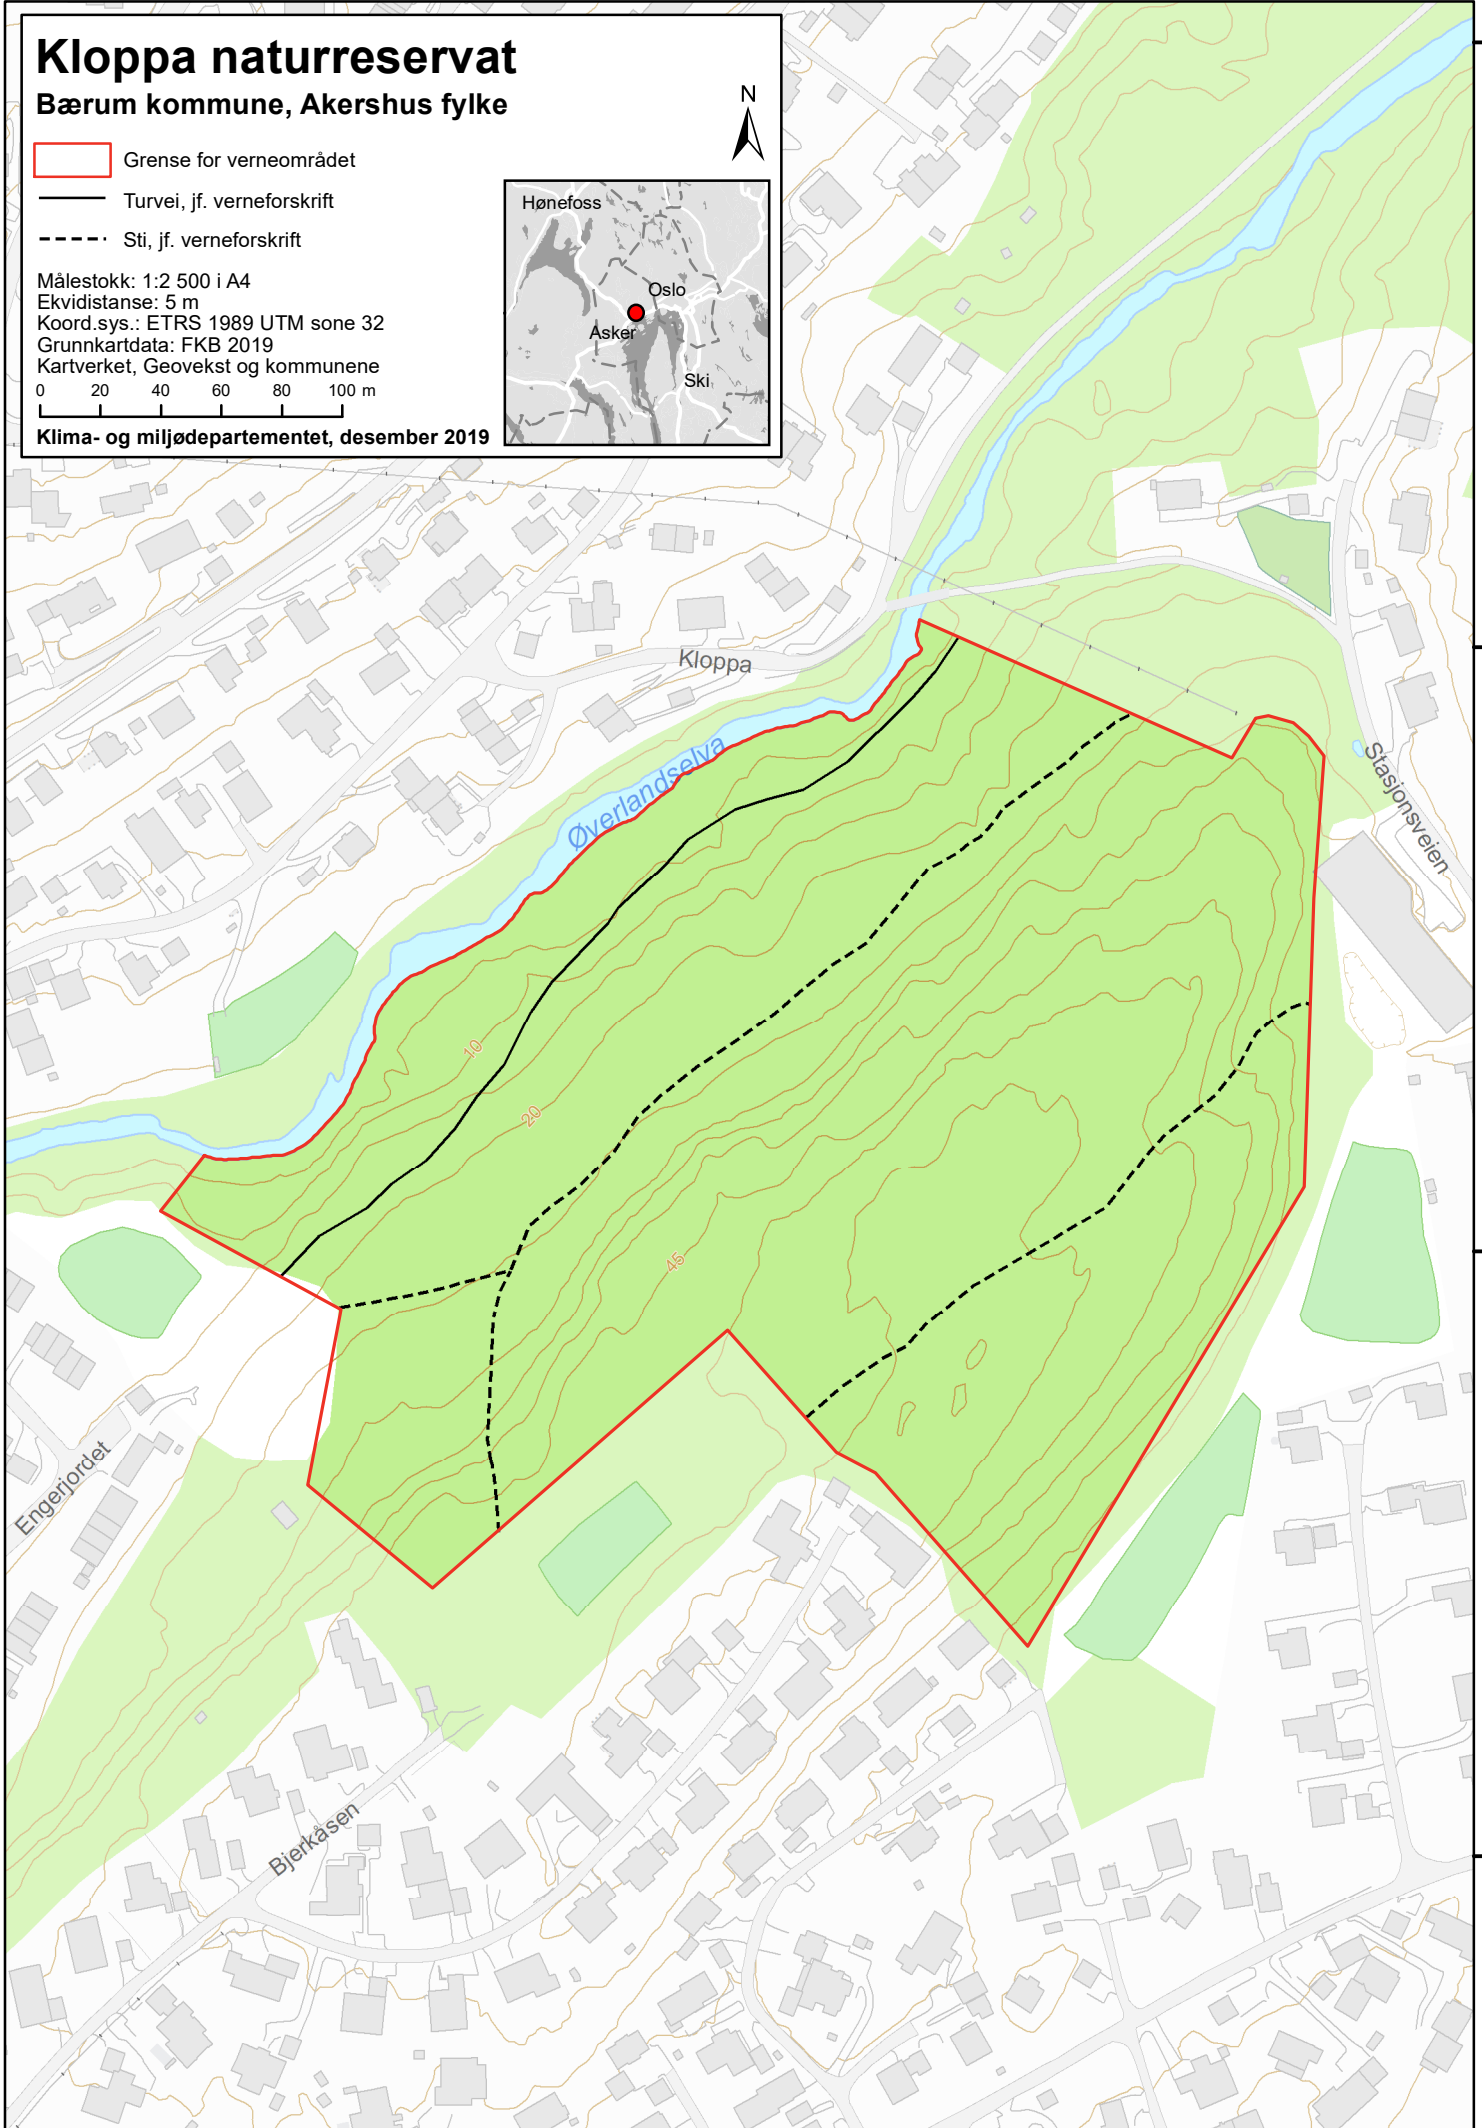 Kloppa naturreservat
Bærum kommune, Akershus fylke
N
Grense for verneområdet
Turvei, jf. verneforskrift
Sti, jf. verneforskrift
Målestokk: 1:2 500 i A4
Ekvidistanse: 5 m
Koord.sys.: ETRS 1989 UTM sone 32
Grunnkartdata: FKB 2019
Kartverket, Geovekst og kommunene
0 20 40 60 80 100 m
Klima- og miljødepartementet, desember 2019
Hønefoss
Oslo
Asker
Ski
Kloppa
Øverlandselva
Stasjonsveien
10
20
45
Engerjordet
Bjerkåsen